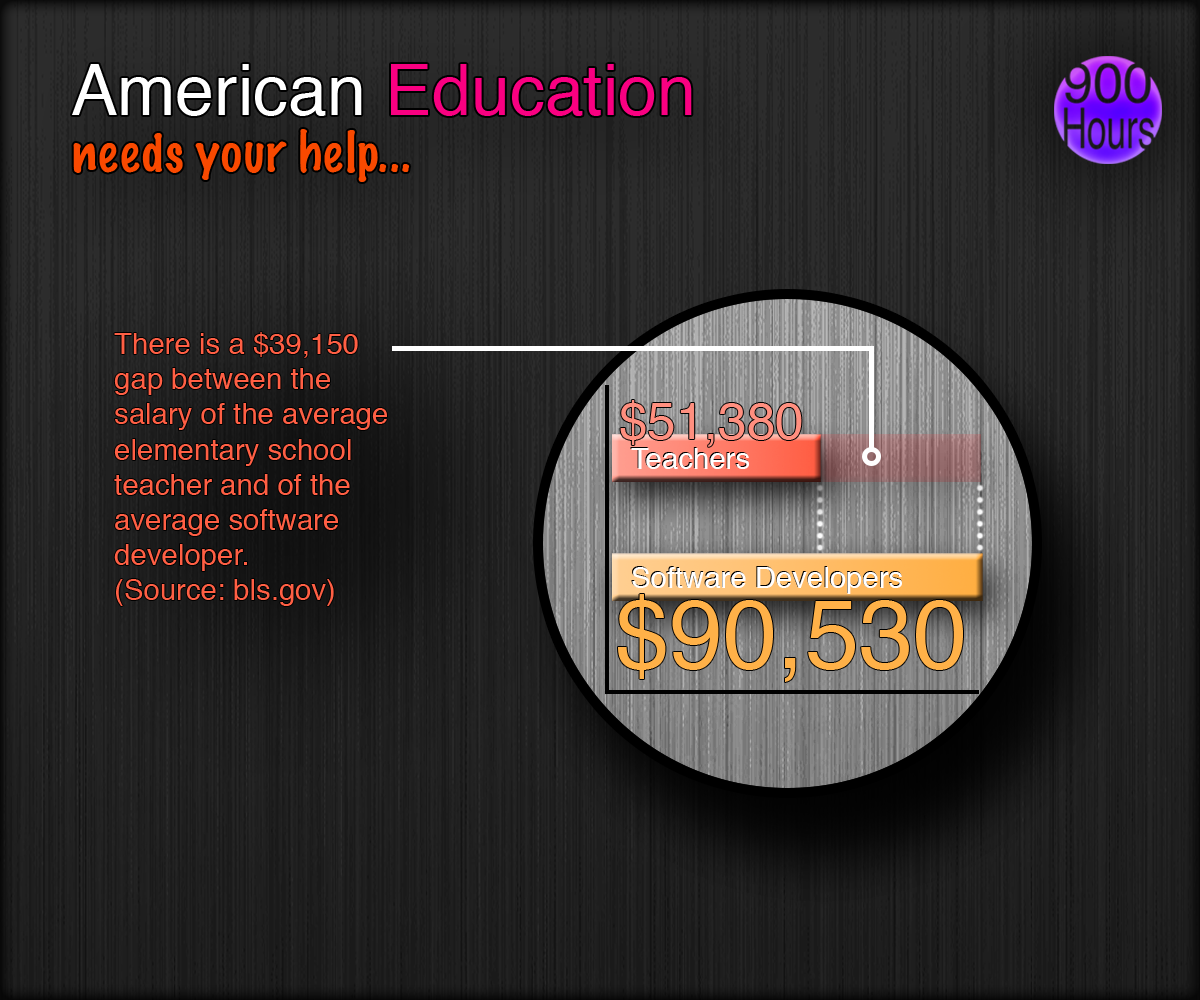 American Education
needs your help...
900
Hours
There is a $39,150
gap between the
salary of the average
elementary school
teacher and of the
average software
developer.
(Source: bls.gov)
$51,380
Teachers
Software Developers
$90,530